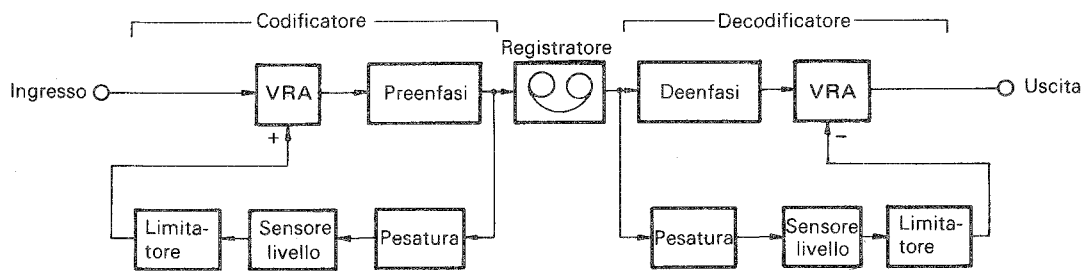 Codificatore
Decodificatore
Registratore
Ingresso
VRA
Preenfasi
Deenfasi
VRA
Uscita
+
−
Limita-
tore
Sensore
livello
Pesatura
Pesatura
Sensore
livello
Limita-
tore